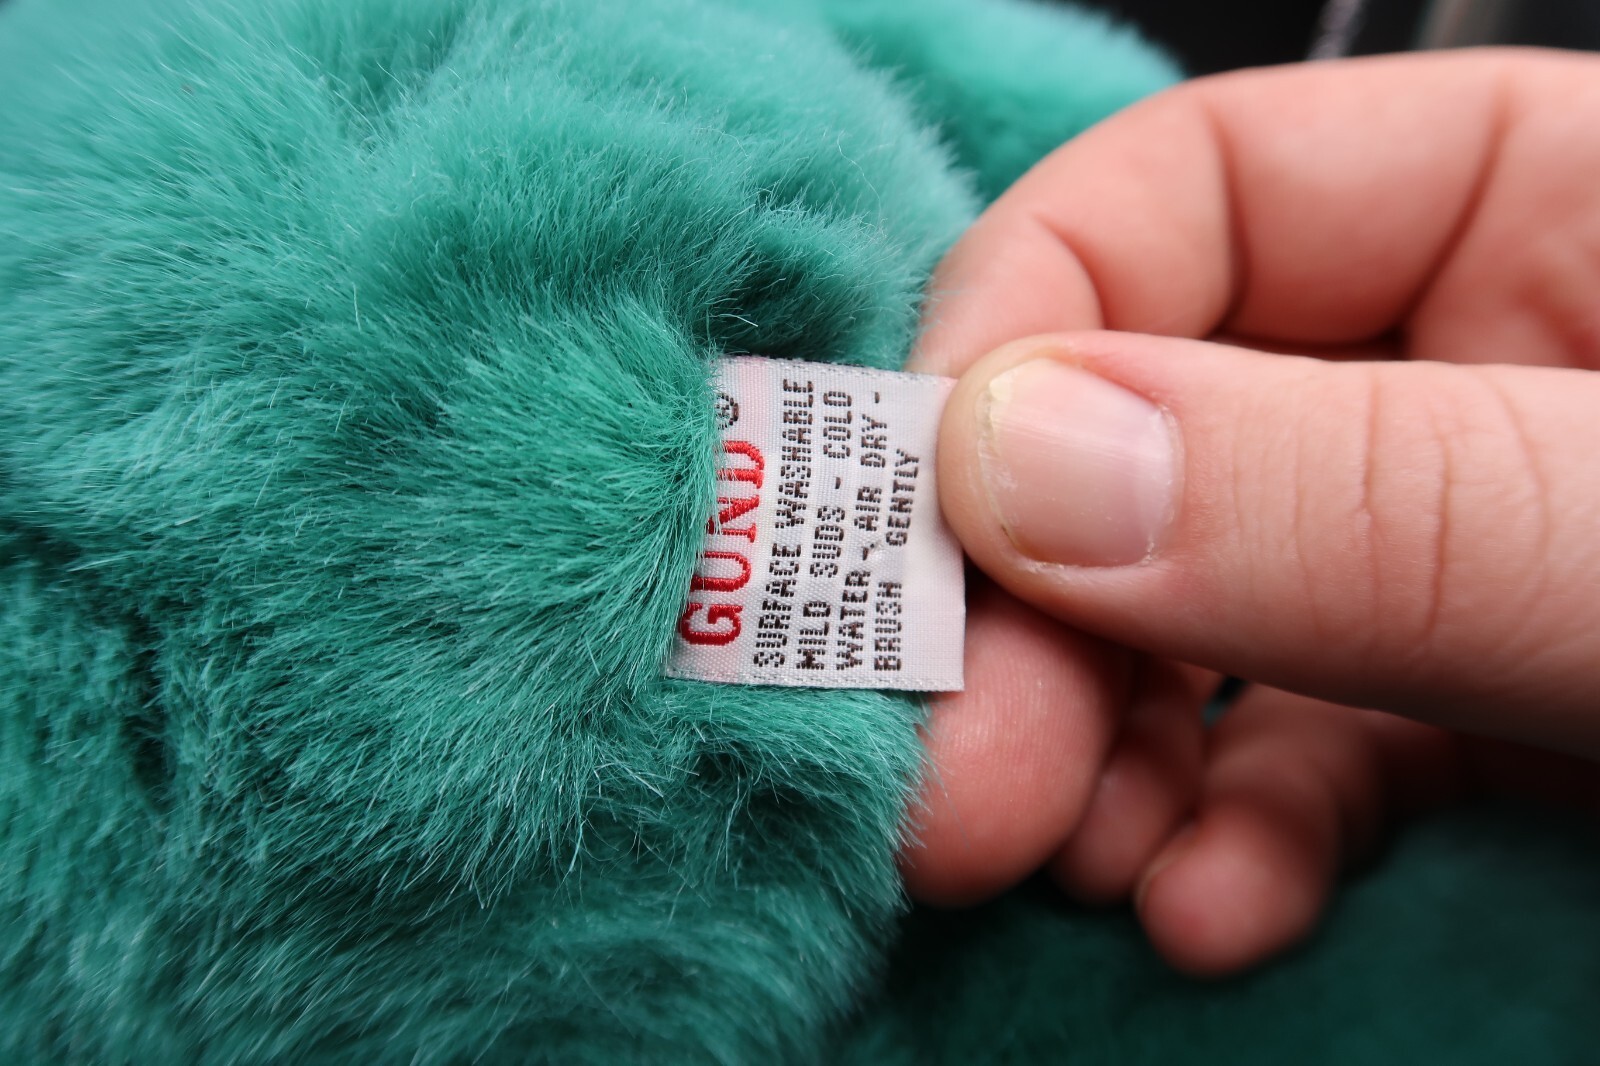 GUND®
SURFACE WASHABLE
MILD SUDS - COLD
WATER - AIR DRY -
BRUSH GENTLY